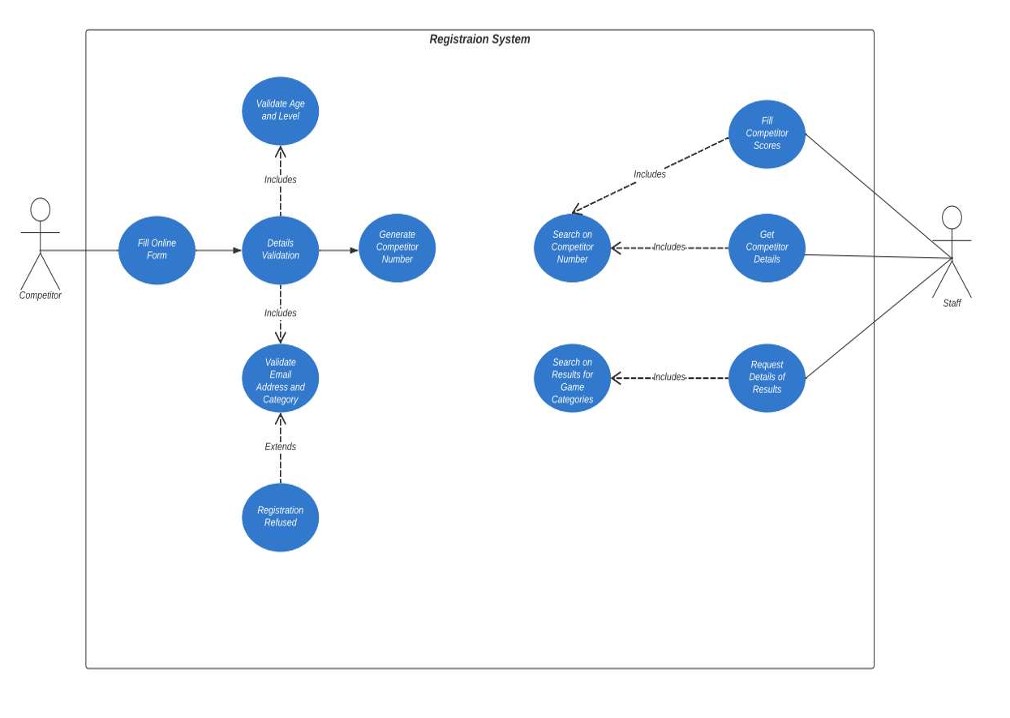 Registraion System
Validate Age
and Level
Includes
Fill Online
Form
Details
Validation
Generate
Competitor
Number
Competitor
Includes
Validate
Email
Address and
Category
Extends
Registration
Refused
Fill
Competitor
Scores
Includes
Search on
Competitor
Number
Includes
Get
Competitor
Details
Staff
Search on
Results for
Game
Categories
Includes
Request
Details of
Results